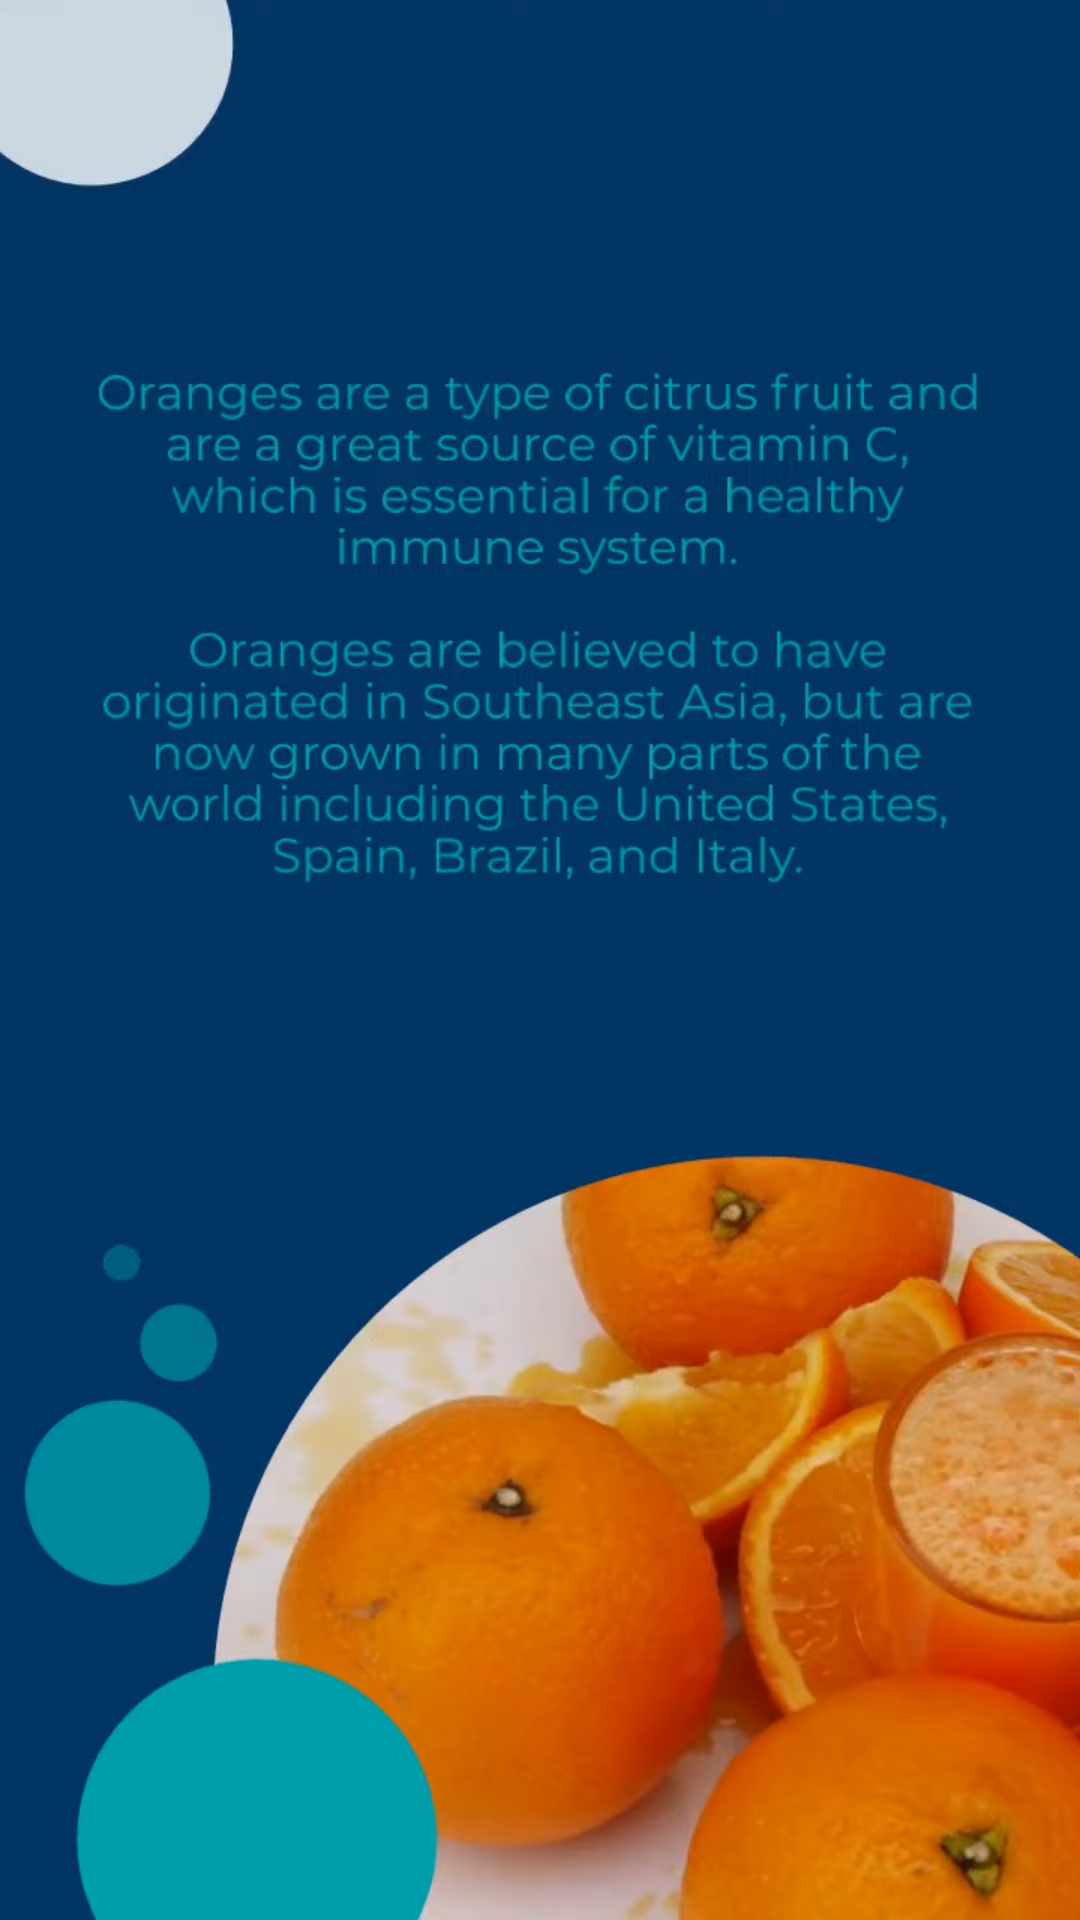 Oranges are a type of citrus fruit and
are a great source of vitamin C,
which is essential for a healthy
immune system.
Oranges are believed to have
originated in Southeast Asia, but are
now grown in many parts of the
world including the United States,
Spain, Brazil, and Italy.